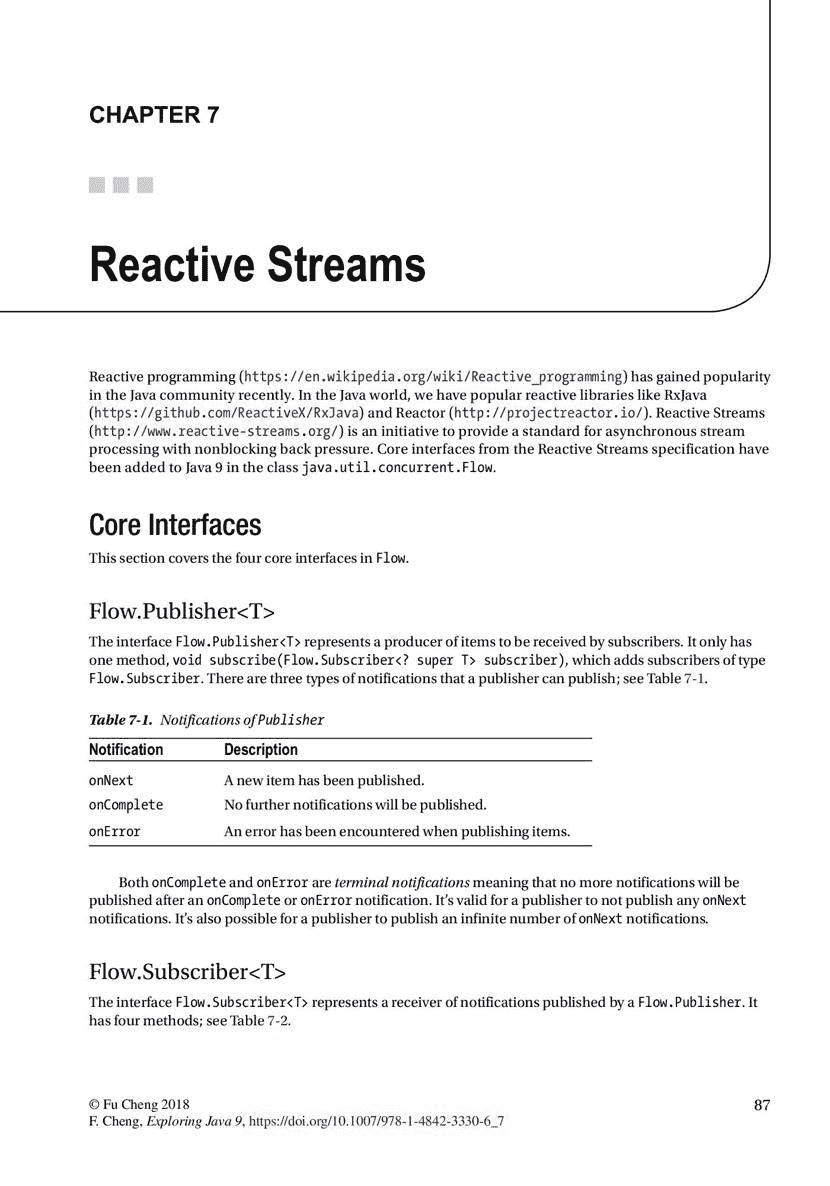 CHAPTER 7
Reactive Streams
Reactive programming (https://en.wikipedia.org/wiki/Reactive_programming) has gained popularity
in the Java community recently. In the Java world, we have popular reactive libraries like RxJava
(https://github.com/ReactiveX/RxJava) and Reactor (http://projectreactor.io/). Reactive Streams
(http://www.reactive-streams.org/) is an initiative to provide a standard for asynchronous stream
processing with nonblocking back pressure. Core interfaces from the Reactive Streams specification have
been added to Java 9 in the class java.util.concurrent.Flow.
Core Interfaces
This section covers the four core interfaces in Flow.
Flow.Publisher<T>
The interface Flow.Publisher<T> represents a producer of items to be received by subscribers. It only has
one method, void subscribe(Flow.Subscriber<? super T> subscriber), which adds subscribers of type
Flow.Subscriber. There are three types of notifications that a publisher can publish; see Table 7-1.
Table 7-1. Notifications of Publisher
Notification Description
onNext A new item has been published.
onComplete No further notifications will be published.
onError An error has been encountered when publishing items.
Both onComplete and onError are terminal notifications meaning that no more notifications will be
published after an onComplete or onError notification. It's valid for a publisher to not publish any onNext
notifications. It's also possible for a publisher to publish an infinite number of onNext notifications.
Flow.Subscriber<T>
The interface Flow.Subscriber<T> represents a receiver of notifications published by a Flow.Publisher. It
has four methods; see Table 7-2.
© Fu Cheng 2018 87
F. Cheng, Exploring Java 9, https://doi.org/10.1007/978-1-4842-3330-6_7